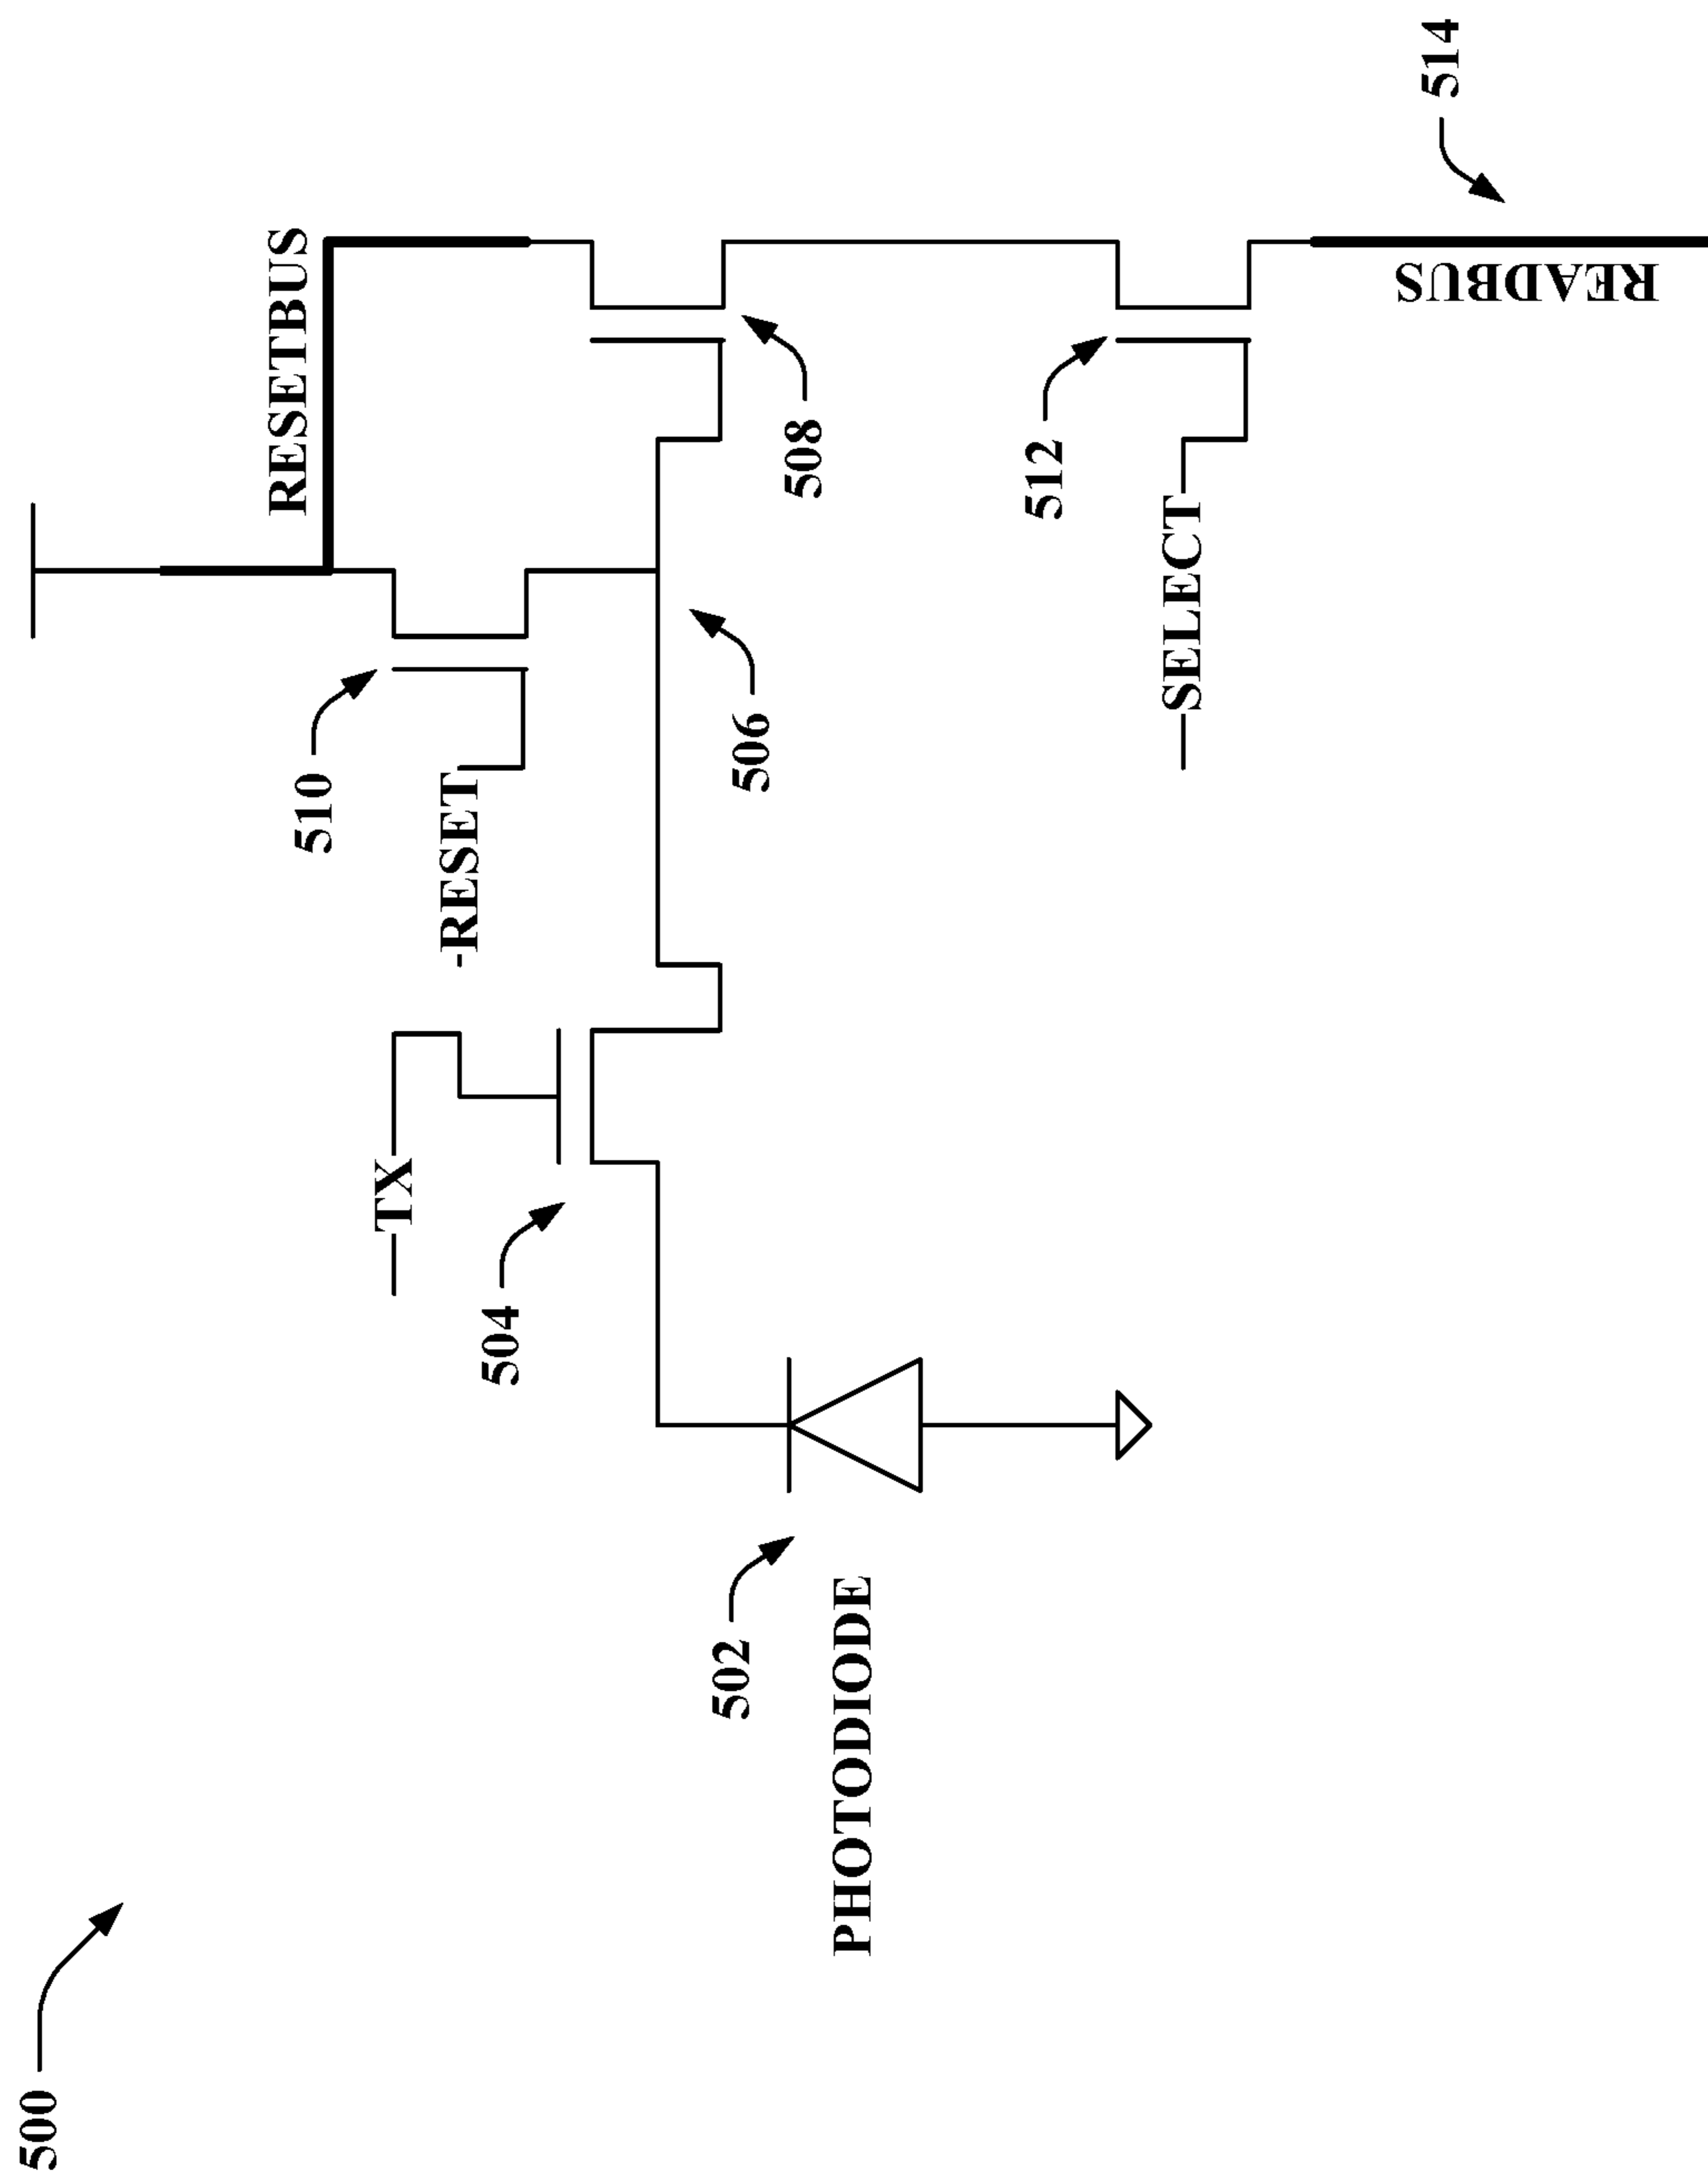 500
502
PHOTODIODE
504
TX
510
RESET
506
RESETBUS
508
512
SELECT
514
READBUS